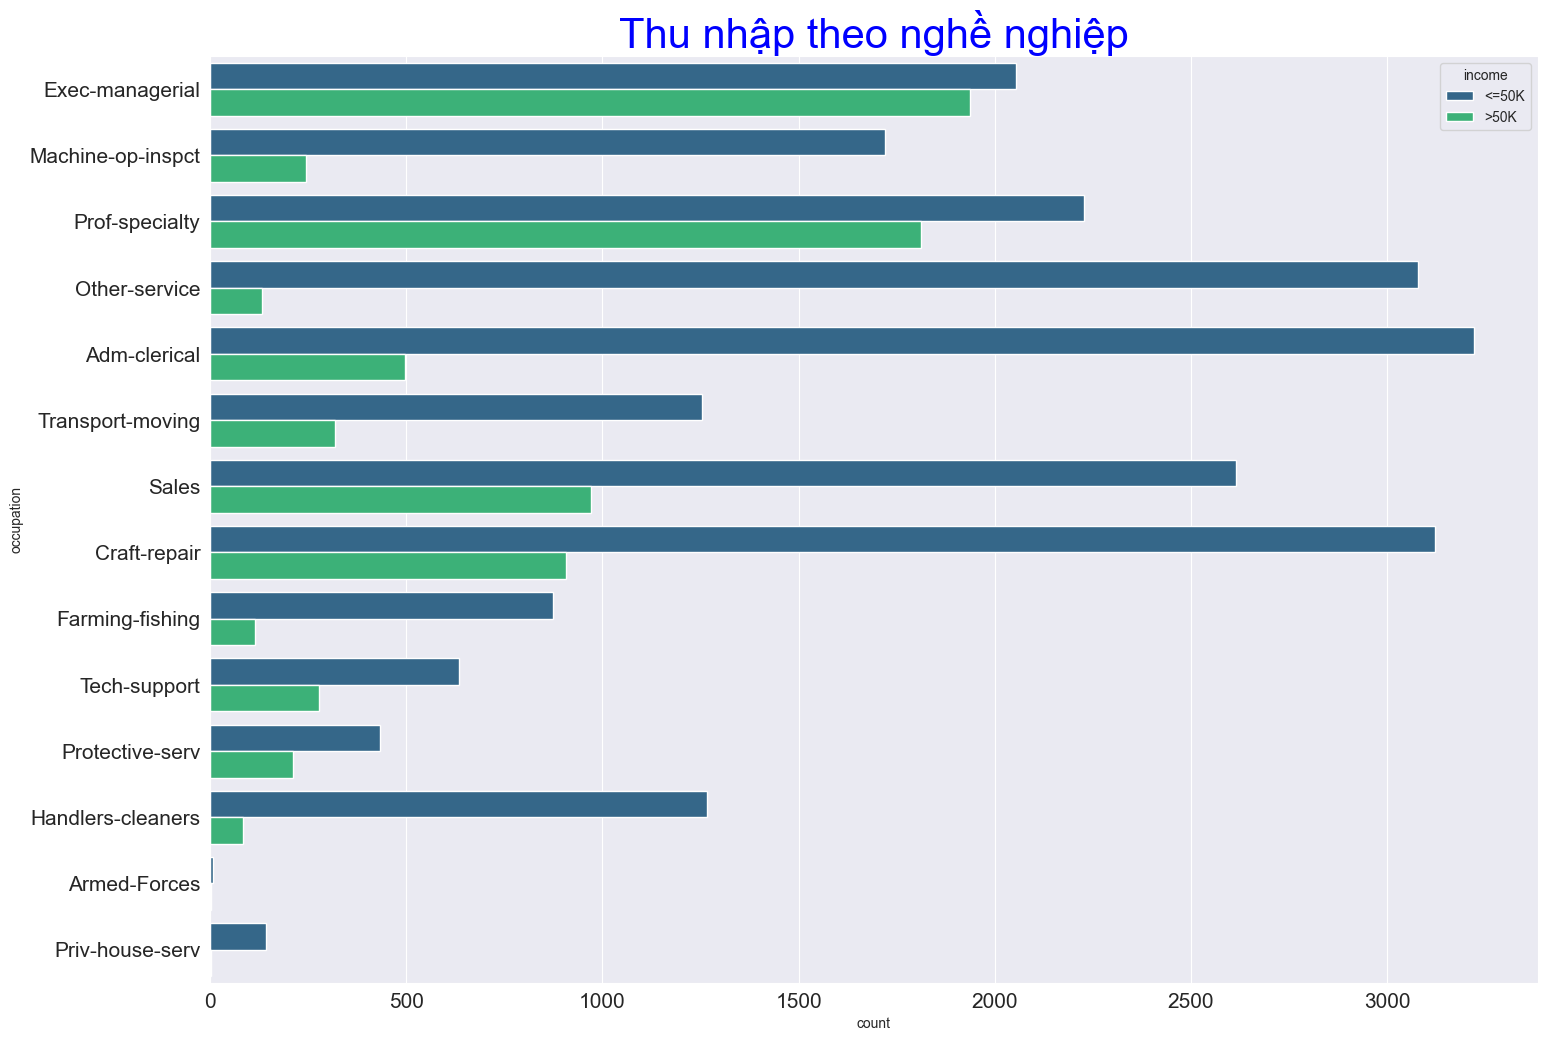 Thu nhập theo nghề nghiệp
income
<=50K
>50K
occupation
Exec-managerial
Machine-op-inspct
Prof-specialty
Other-service
Adm-clerical
Transport-moving
Sales
Craft-repair
Farming-fishing
Tech-support
Protective-serv
Handlers-cleaners
Armed-Forces
Priv-house-serv
0 500 1000 1500 2000 2500 3000
count